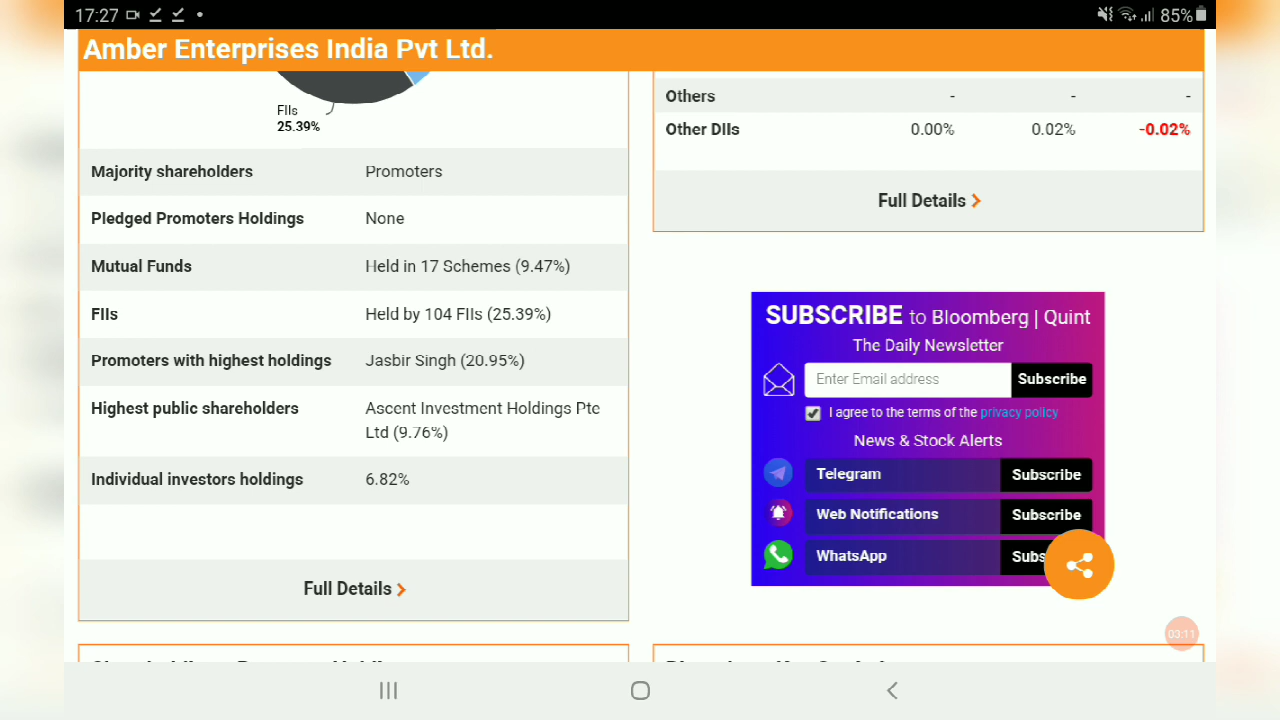 17:27
85%
Amber Enterprises India Pvt Ltd.
FIIs
25.39%
Majority shareholders Promoters
Pledged Promoters Holdings None
Mutual Funds Held in 17 Schemes (9.47%)
FIIs Held by 104 FIIs (25.39%)
Promoters with highest holdings Jasbir Singh (20.95%)
Highest public shareholders Ascent Investment Holdings Pte
Ltd (9.76%)
Individual investors holdings 6.82%
Full Details
Others - - -
Other DIIs 0.00% 0.02% -0.02%
Full Details
SUBSCRIBE to Bloomberg | Quint
The Daily Newsletter
Enter Email address Subscribe
I agree to the terms of the privacy policy
News & Stock Alerts
Telegram Subscribe
Web Notifications Subscribe
WhatsApp Subs
03:11